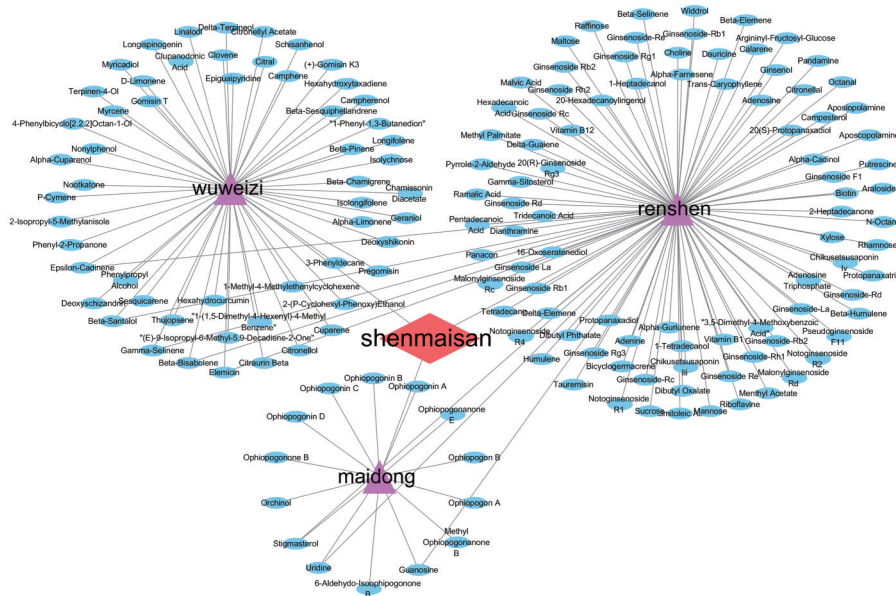 Delta-Terpineol
Linalool
Citronellyl Acetate
Longispinogenin
Clovene
Citral
Schisanhenol
Clupanodonic
Acid
Myricadiol
Epiguaipyridine
Camphene
(+)-Gomisin K3
D-Limonene
Hexahydroxytaxadiene
Terpinen-4-Ol
Gomisin T
Campherenol
Myrcene
Beta-Sesquiphellandrene
4-Phenylbicyclo[2.2.2]Octan-1-Ol
"1-Phenyl-1,3-Butanedion"
Nonylphenol
Longifolene
Beta-Pinene
Isolychnose
Alpha-Cuparenol
wuweizi
Nootkatone
Beta-Chamigrene
Chamissonin
Diacetate
P-Cymene
Isolongifolene
Geraniol
2-Isopropyl-5-Methylanisole
Alpha-Limonene
Deoxyshikonin
Phenyl-2-Propanone
3-Phenyldecane
Epsilon-Cadinene
Pregomisin
Phenylpropyl
Alcohol
1-Methyl-4-Methylethenylcyclohexene
Deoxyschizandrin
Sesquicarene
Hexahydrocurcumin
2-(P-Cyclohexyl-Phenoxy)Ethanol
Beta-Santalol
Thujopsene
"1-(1,5-Dimethyl-4-Hexenyl)-4-Methyl
Benzene"
Cuparene
"(E)-9-Isopropyl-6-Methyl-5,9-Decadiene-2-One"
Gamma-Selinene
Citronellol
Beta-Bisabolene
Citraurin Beta
Elemicin
shenmaisan
Ophiopogonin B
Ophiopogonin C
Ophiopogonin A
Ophiopogonin D
Ophiopogonanone
E
Ophiopogonone B
Ophiopogon B
maidong
Orchinol
Ophiopogon A
Stigmasterol
Methyl
Ophiopogonanone
B
Uridine
Guanosine
6-Aldehydo-Isoophipogonone
B
Widdrol
Beta-Selinene
Beta-Elemene
Raffinose
Ginsenoside-Re
Ginsenoside-Rb1
Argininyl-Fructosyl-Glucose
Maltose
Ginsenoside Rg1
Choline
Dauricine
Calarene
Ginsenoside Rb2
Alpha-Farnesene
Ginsenol
Pandamine
Malvic Acid
Ginsenoside Rh2
1-Heptadecanol
Trans-Caryophyllene
Citronellal
Octanal
Hexadecanoic
Acid
20-Hexadecanoylingenol
Adenosine
Aposiopolamine
Ginsenoside Rc
Campesterol
Methyl Palmitate
Vitamin B12
20(S)-Protopanaxadiol
Aposcopolamine
Delta-Guaiene
Pyrrole-2-Aldehyde
20(R)-Ginsenoside
Rg3
Alpha-Cadinol
Putrescine
Gamma-Sitosterol
Ginsenoside F1
Ramalic Acid
Ginsenoside Rd
Biotin
Araloside
renshen
Pentadecanoic
Acid
Tridecanoic Acid
2-Heptadecanone
Dianthramine
N-Octan
Xylose
Rhamnose
Panacon
16-Oxoseratenediol
Chikusetsusaponin
Iv
Ginsenoside La
Adenosine
Triphosphate
Protopanaxatri
Malonylginsenoside
Rc
Ginsenoside Rb1
Ginsenoside-Rd
Tetradecane
Delta-Elemene
Ginsenoside-La
Beta-Humulene
Notoginsenoside
R4
Dibutyl Phthalate
Protopanaxadiol
Alpha-Gurjunene
"3,5-Dimethyl-4-Methoxybenzoic
Acid"
Pseudoginsenoside
F11
Humulene
Adenine
1-Tetradecanol
Vitamin B1
Ginsenoside-Rb2
Ginsenoside Rg3
Bicyclogermacrene
Chikusetsusaponin
Iii
Ginsenoside-Rh1
Notoginsenoside
R2
Tauremisin
Ginsenoside-Rc
Ginsenoside Re
Malonylginsenoside
Rd
Dibutyl Oxalate
Menthyl Acetate
Notoginsenoside
R1
Sucrose
Mannose
Riboflavine